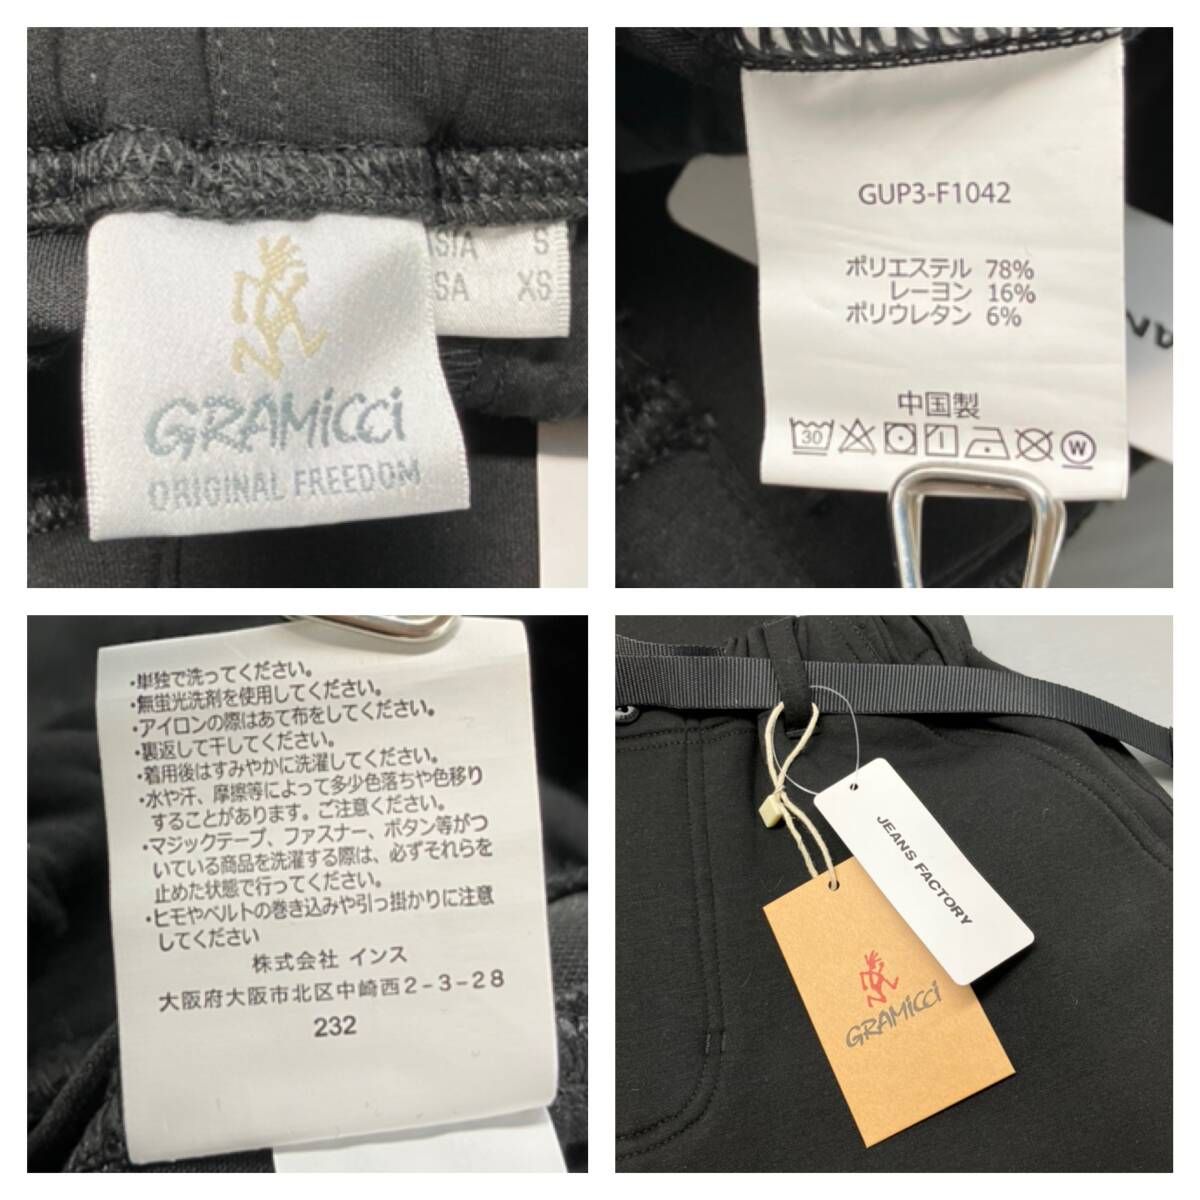 S/A S
SA XS
GRAMiCCi
ORIGINAL FREEDOM
GUP3-F1042
ポリエステル 78%
レーヨン 16%
ポリウレタン 6%
中国製
30
W
・単独で洗ってください。
・無蛍光洗剤を使用してください。
・アイロンの際はあて布をしてください。
・裏返して干してください。
・着用後はすみやかに洗濯してください。
・水や汗、摩擦等によって多少色落ちや色移り
することがあります。ご注意ください。
・マジックテープ、ファスナー、ボタン等がつ
いている商品を洗濯する際は、必ずそれらを
止めた状態で行ってください。
・ヒモやベルトの巻き込みや引っ掛かりに注意
してください
株式会社 インス
大阪府大阪市北区中崎西2-3-28
232
JEANS FACTORY
GRAMiCCi